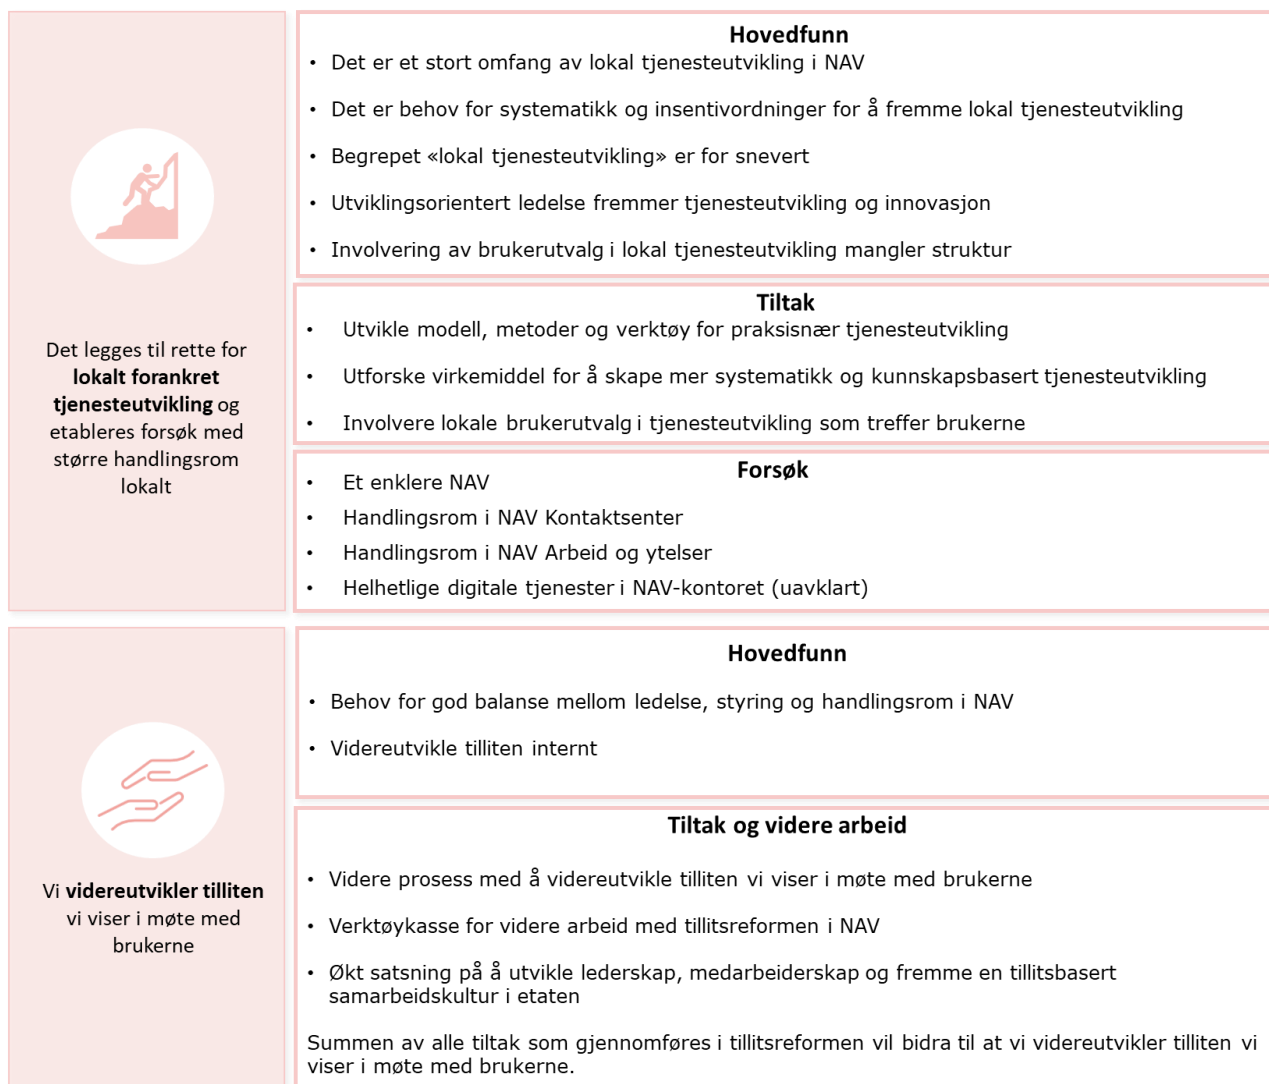 Det legges til rette for
lokalt forankret
tjenesteutvikling og
etableres forsøk med
større handlingsrom
lokalt
Hovedfunn
• Det er et stort omfang av lokal tjenesteutvikling i NAV
• Det er behov for systematikk og insentivordninger for å fremme lokal tjenesteutvikling
• Begrepet «lokal tjenesteutvikling» er for snevert
• Utviklingsorientert ledelse fremmer tjenesteutvikling og innovasjon
• Involvering av brukerutvalg i lokal tjenesteutvikling mangler struktur
Tiltak
• Utvikle modell, metoder og verktøy for praksisnær tjenesteutvikling
• Utforske virkemiddel for å skape mer systematikk og kunnskapsbasert tjenesteutvikling
• Involvere lokale brukerutvalg i tjenesteutvikling som treffer brukerne
Forsøk
• Et enklere NAV
• Handlingsrom i NAV Kontaktsenter
• Handlingsrom i NAV Arbeid og ytelser
• Helhetlige digitale tjenester i NAV-kontoret (uavklart)
Vi videreutvikler tilliten
vi viser i møte med
brukerne
Hovedfunn
• Behov for god balanse mellom ledelse, styring og handlingsrom i NAV
• Videreutvikle tilliten internt
Tiltak og videre arbeid
• Videre prosess med å videreutvikle tilliten vi viser i møte med brukerne
• Verktøykasse for videre arbeid med tillitsreformen i NAV
• Økt satsning på å utvikle lederskap, medarbeiderskap og fremme en tillitsbasert
samarbeidskultur i etaten
Summen av alle tiltak som gjennomføres i tillitsreformen vil bidra til at vi videreutvikler tilliten vi
viser i møte med brukerne.